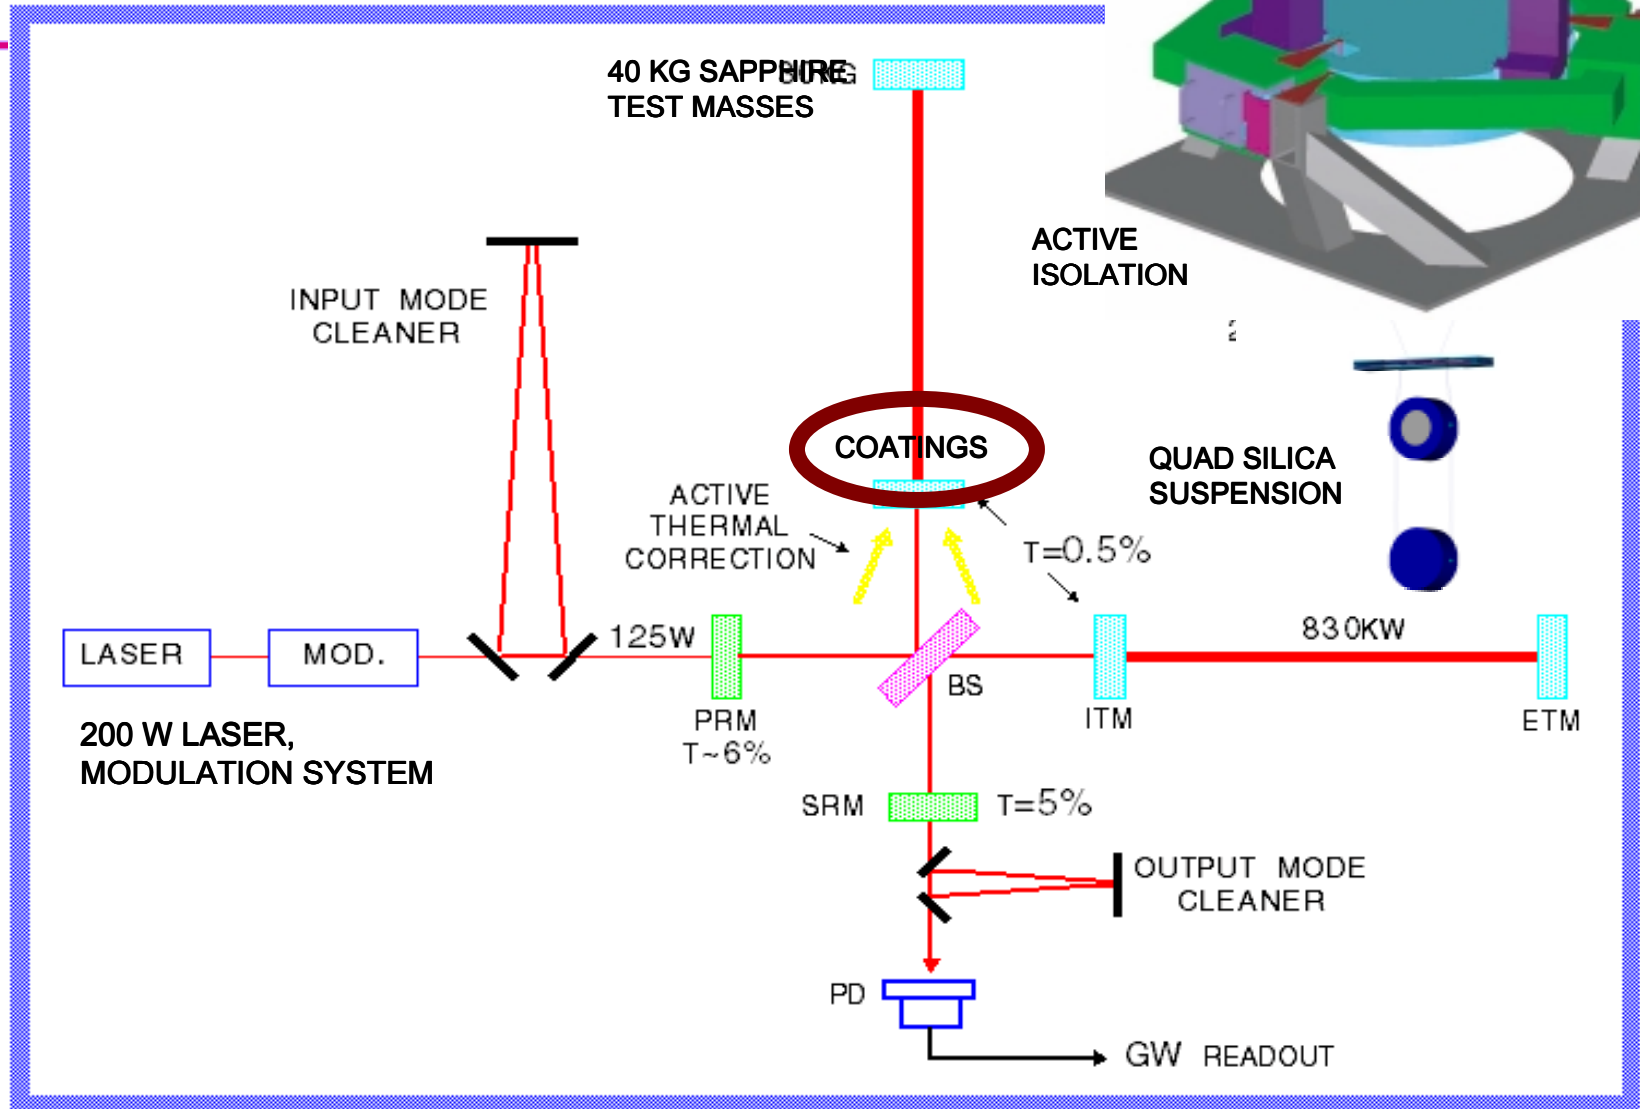 40 KG SAPPHIRE
TEST MASSES
ACTIVE
ISOLATION
INPUT MODE
CLEANER
COATINGS
QUAD SILICA
SUSPENSION
ACTIVE
THERMAL
CORRECTION
T=0.5%
LASER
MOD.
125W
830KW
BS
PRM
T~6%
ITM
ETM
200 W LASER,
MODULATION SYSTEM
SRM
T=5%
OUTPUT MODE
CLEANER
PD
GW READOUT